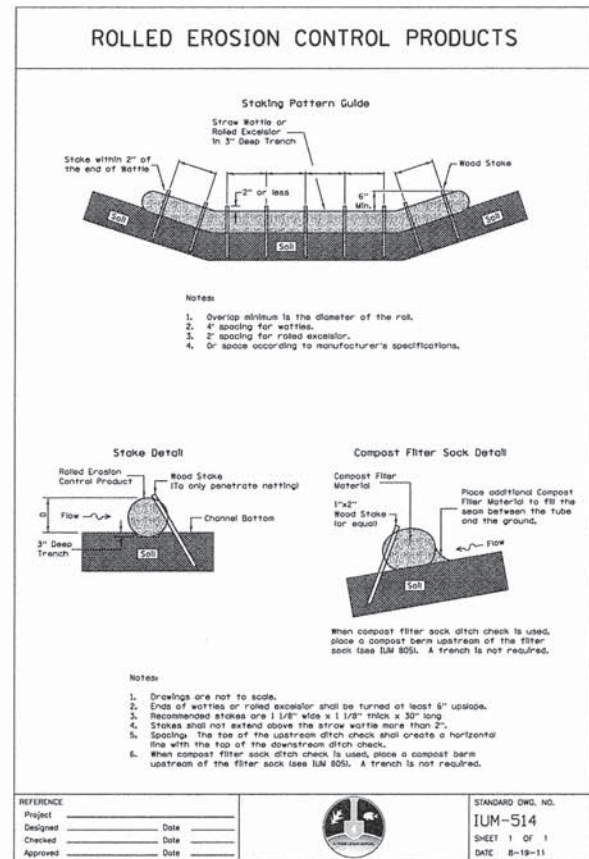 ROLLED EROSION CONTROL PRODUCTS
Staking Pattern Guide
Straw Wattle or
Rolled Excelsior
in 3" Deep Trench
Stake within 2" of
the end of Wattle
Wood Stake
2" or less
6"
Min.
Soil
Soil
Soil
Notes:
1. Overlap minimum is the diameter of the roll.
2. 4' spacing for wattles.
3. 2' spacing for rolled excelsior.
4. Or space according to manufacturer's specifications.
Stake Detail
Rolled Erosion
Control Product
Wood Stake
(To only penetrate netting)
D
Flow
Channel Bottom
3" Deep
Trench
Soil
Compost Filter Sock Detail
Compost Filler
Material
1"x2"
Wood Stake
(or equal)
Place additional Compost
Filler Material to fill the
seam between the tube
and the ground.
Flow
Soil
When compost filter sock ditch check is used,
place a compost berm upstream of the filter
sock (see IUM 805). A trench is not required.
Notes:
1. Drawings are not to scale.
2. Ends of wattles or rolled excelsior shall be turned at least 6" upslope.
3. Recommended stakes are 1 1/8" wide x 1 1/8" thick x 30" long
4. Stakes shall not extend above the straw wattle more than 2".
5. Spacing: The toe of the upstream ditch check shall create a horizontal
line with the top of the downstream ditch check.
6. When compost filter sock ditch check is used, place a compost berm
upstream of the filter sock (see IUM 805). A trench is not required.
REFERENCE
Project
Designed Date
Checked Date
Approved Date
STANDARD DWG. NO.
IUM-514
SHEET 1 OF 1
DATE 8-19-11